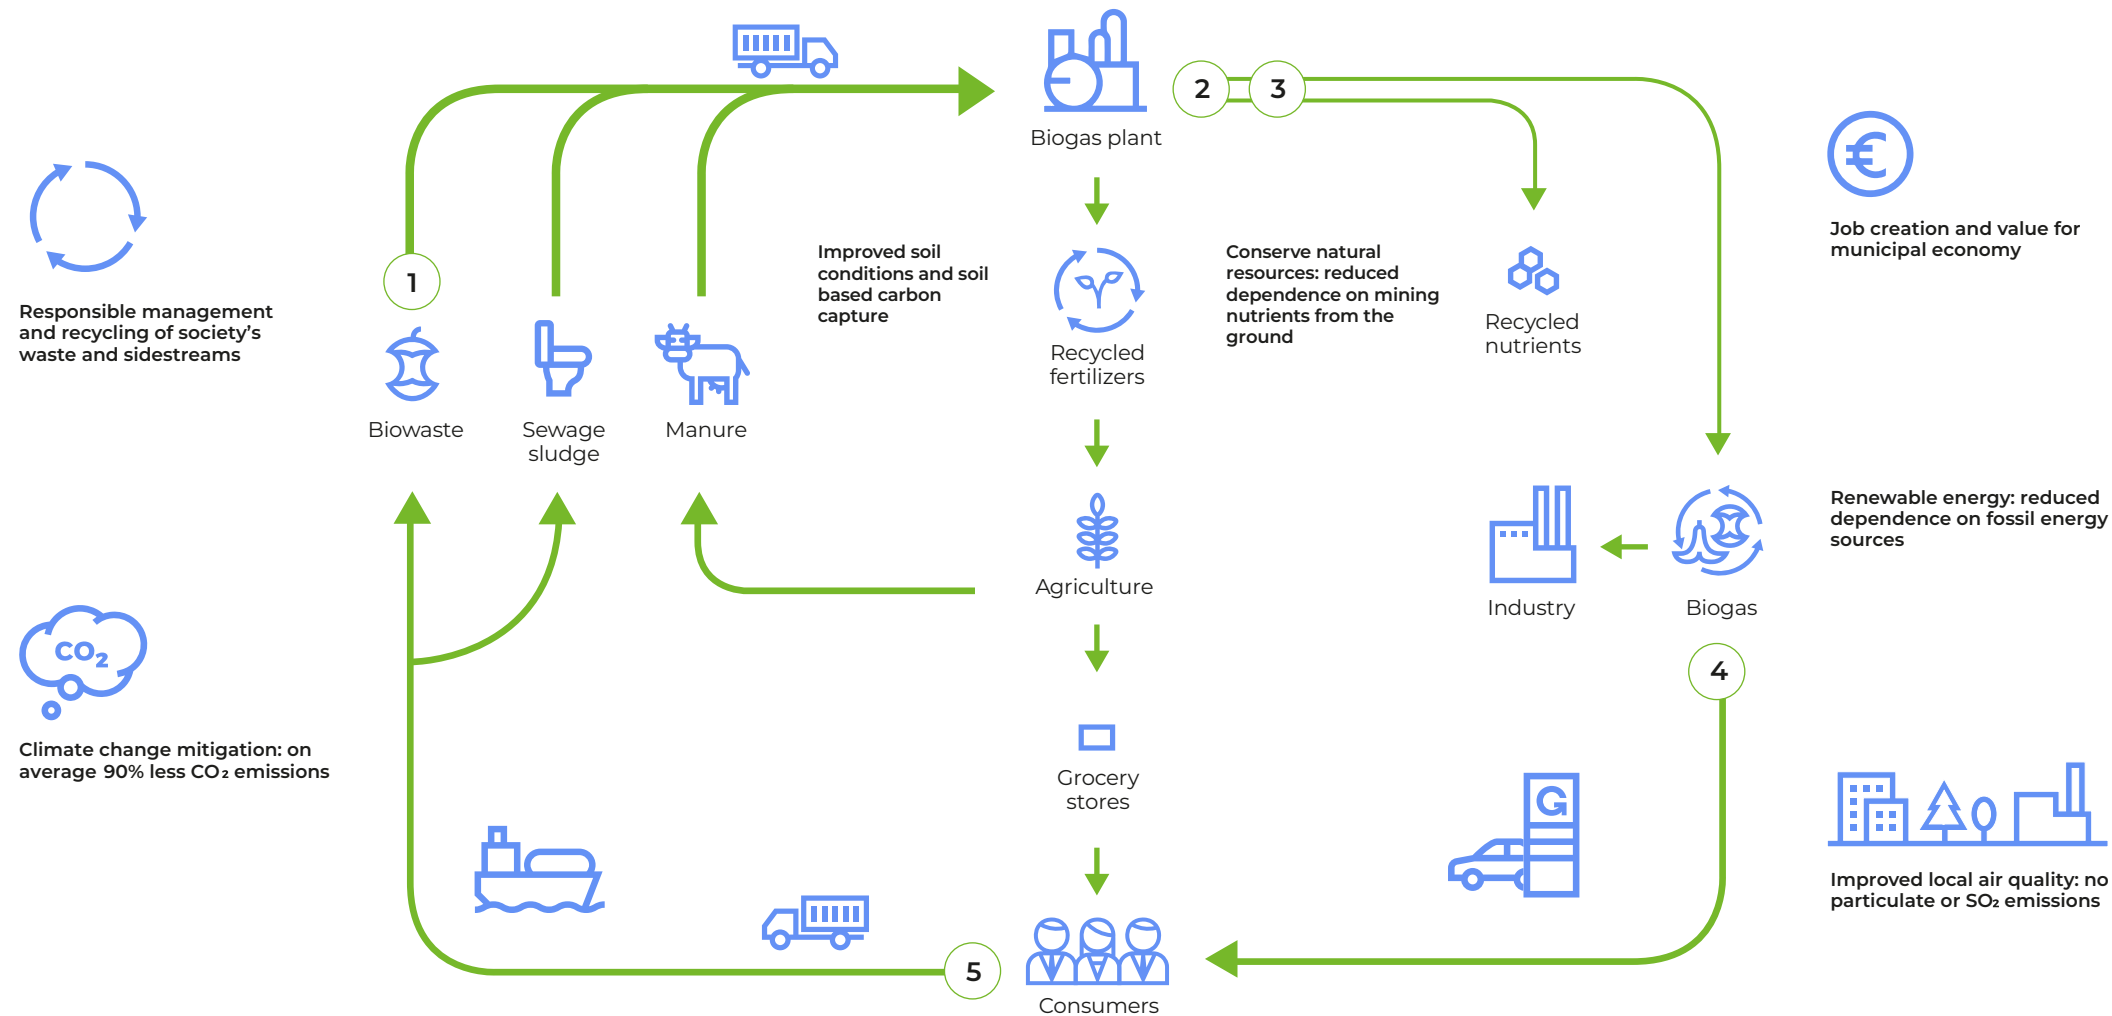 2
3
Biogas plant
Job creation and value for
municipal economy
Improved soil
conditions and soil
based carbon
capture
Conserve natural
resources: reduced
dependence on mining
nutrients from the
ground
1
Responsible management
and recycling of society’s
waste and sidestreams
Recycled
nutrients
Recycled
fertilizers
Biowaste
Sewage
sludge
Manure
Renewable energy: reduced
dependence on fossil energy
sources
Agriculture
Industry
Biogas
CO₂
4
Climate change mitigation: on
average 90% less CO₂ emissions
Grocery
stores
G
Improved local air quality: no
particulate or SO₂ emissions
5
Consumers